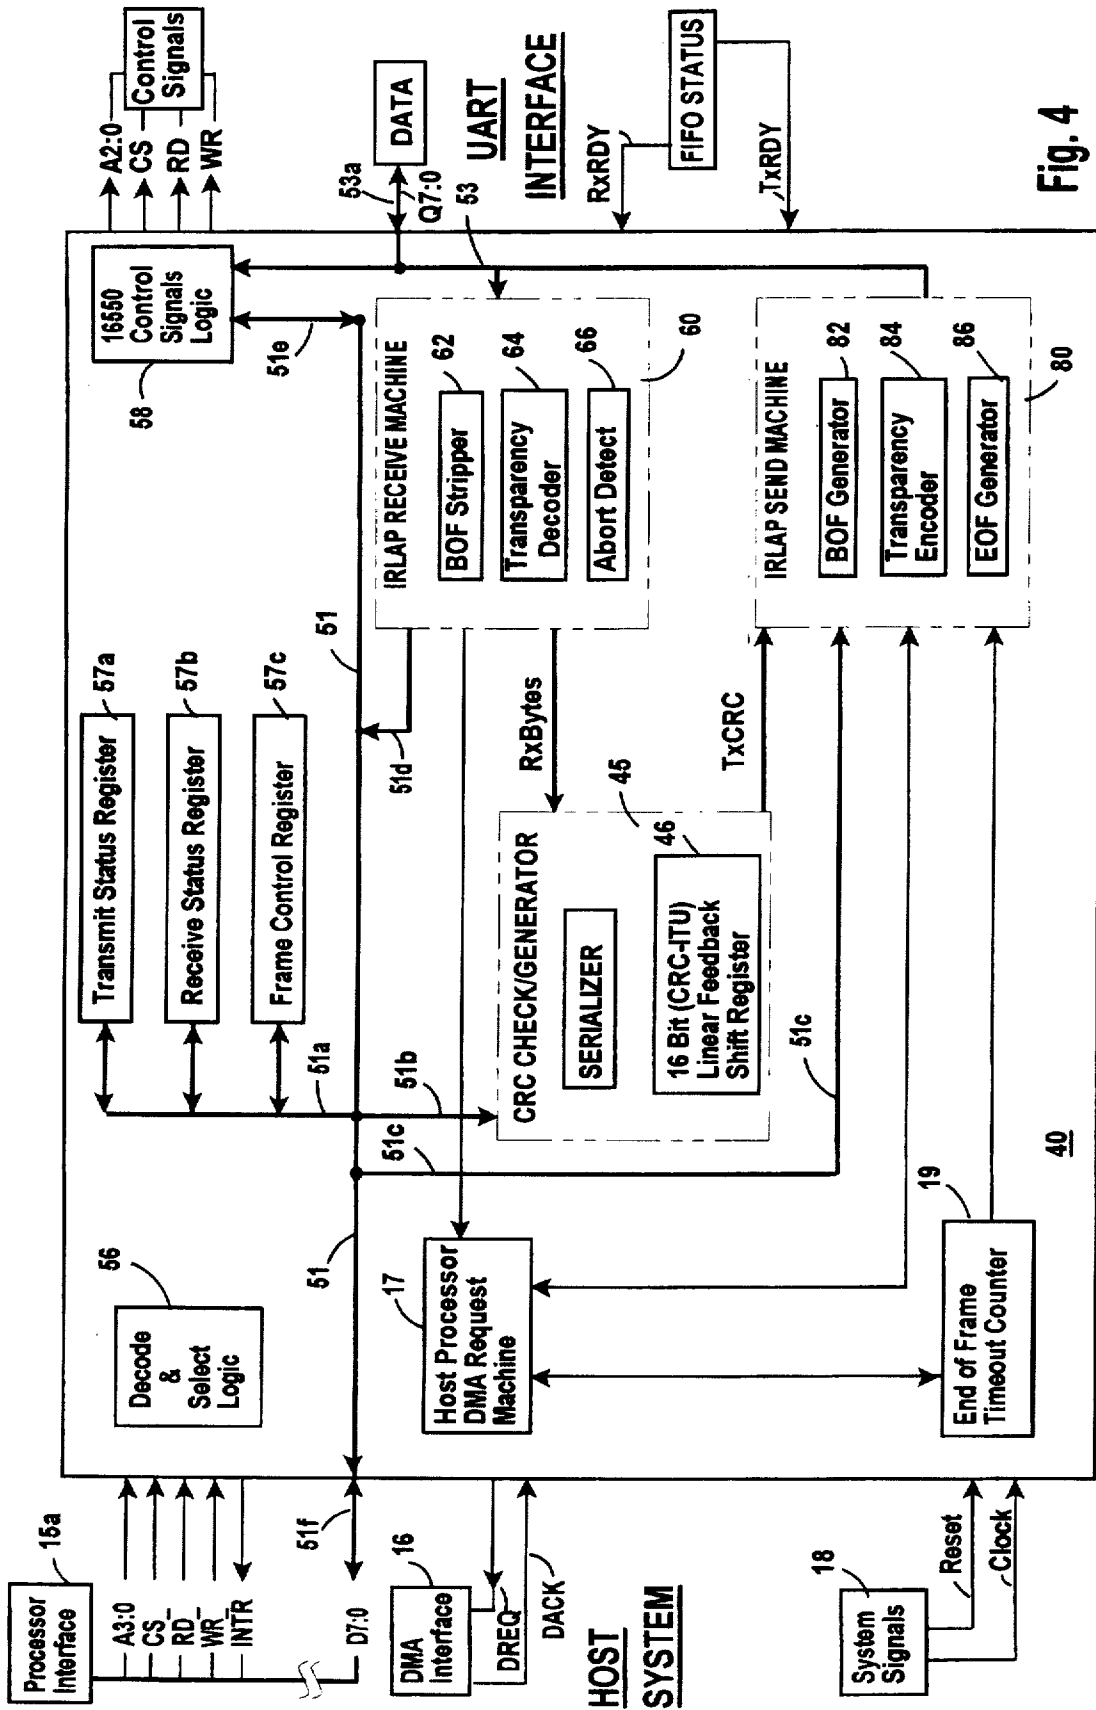 Processor
Interface
15a
A3:0
CS_
RD_
WR_
INTR
D7:0
51f
DMA
Interface
16
DREQ
DACK
HOST
SYSTEM
System
Signals
18
Reset
Clock
Decode
&
Select
Logic
56
51
Host Processor
DMA Request
Machine
17
End of Frame
Timeout Counter
19
40
Transmit Status Register
57a
Receive Status Register
57b
Frame Control Register
57c
51a
51b
51c
51c
51
51d
CRC CHECK/GENERATOR
SERIALIZER
16 Bit (CRC-ITU)
Linear Feedback
Shift Register
45
46
RxBytes
TxCRC
16550
Control
Signals
Logic
58
51e
IRLAP RECEIVE MACHINE
BOF Stripper
62
Transparency
Decoder
64
Abort Detect
66
60
IRLAP SEND MACHINE
BOF Generator
82
Transparency
Encoder
84
EOF Generator
86
80
A2:0
CS
RD
WR
Control
Signals
53a
Q7:0
DATA
53
UART
INTERFACE
RxRDY
TxRDY
FIFO STATUS
Fig. 4